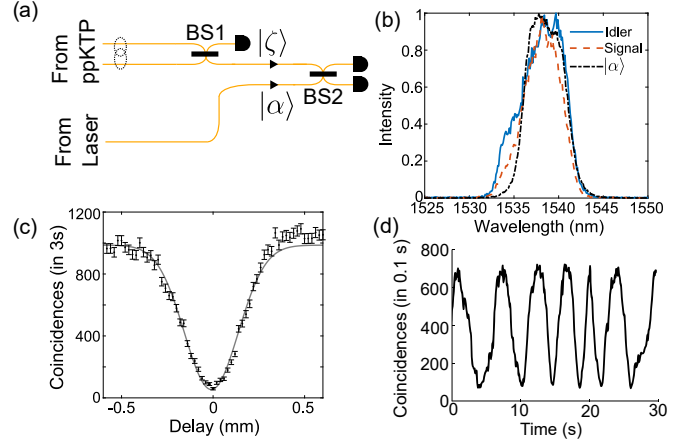 (a)
From
ppKTP
BS1
|ζ⟩
BS2
|α⟩
From
Laser
(b)
Intensity
1
0.8
0.6
0.4
0.2
0
Idler
Signal
|α⟩
1525
1535
1540
1545
1550
Wavelength (nm)
(c)
Coincidences (in 3s)
1200
1000
800
400
0
-0.5
0
0.5
Delay (mm)
(d)
Coincidences (in 0.1 s)
800
600
400
200
0
0
10
20
30
Time (s)